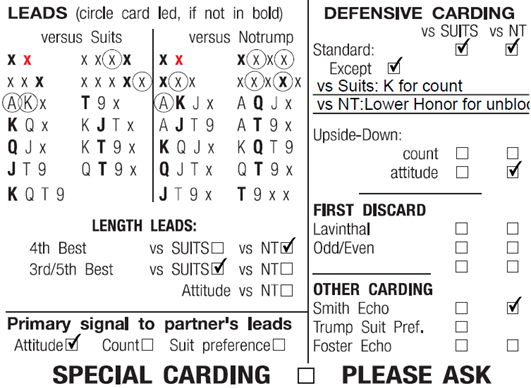 LEADS (circle card led, if not in bold)
versus Suits versus Notrump
x x x x x x x x x x x x
x x x x x x x x x x x x x x x
A K x T 9 x A K J x A Q J x
K Q x K J T x A J T 9 A T 9 x
Q J x K T 9 x K Q J x K Q T 9
J T 9 Q T 9 x Q J T x Q T 9 x
K Q T 9 J T 9 x T 9 x x
LENGTH LEADS:
4th Best vs SUITS vs NT
3rd/5th Best vs SUITS vs NT
Attitude vs NT
Primary signal to partner's leads
Attitude Count Suit preference
DEFENSIVE CARDING
vs SUITS vs NT
Standard:
Except
vs Suits: K for count
vs NT:Lower Honor for unbloc
Upside-Down:
count
attitude
FIRST DISCARD
Lavinthal
Odd/Even
OTHER CARDING
Smith Echo
Trump Suit Pref.
Foster Echo
SPECIAL CARDING PLEASE ASK